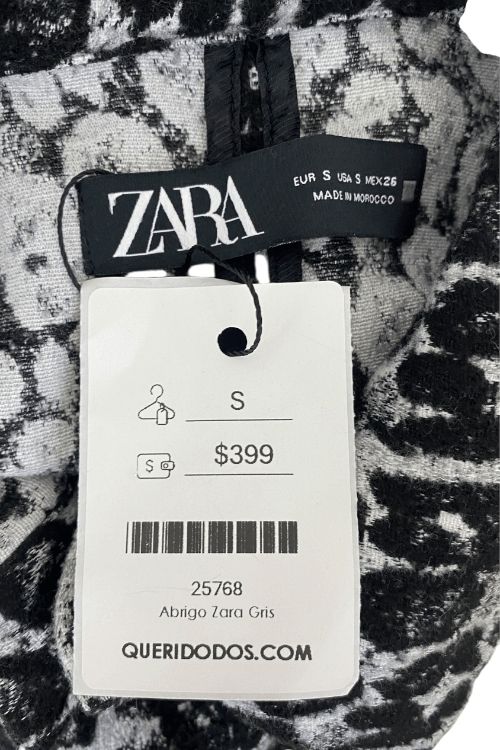 ZARA
EUR S USA S MEX 26
MADE IN MOROCCO
S
$399
$
25768
Abrigo Zara Gris
QUERIDODOS.COM